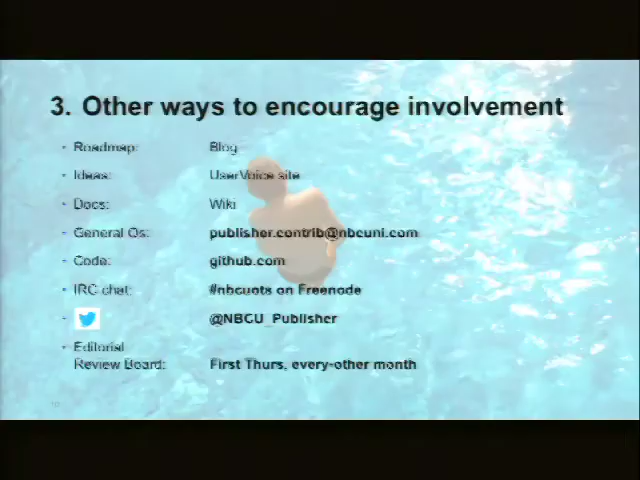 3. Other ways to encourage involvement
Roadmap: Blog
Ideas: UserVoice site
Docs: Wiki
General Qs: publisher.contrib@nbcuni.com
Code: github.com
IRC chat: #nbcuots on Freenode
@NBCU_Publisher
Editorial
Review Board: First Thurs, every-other month